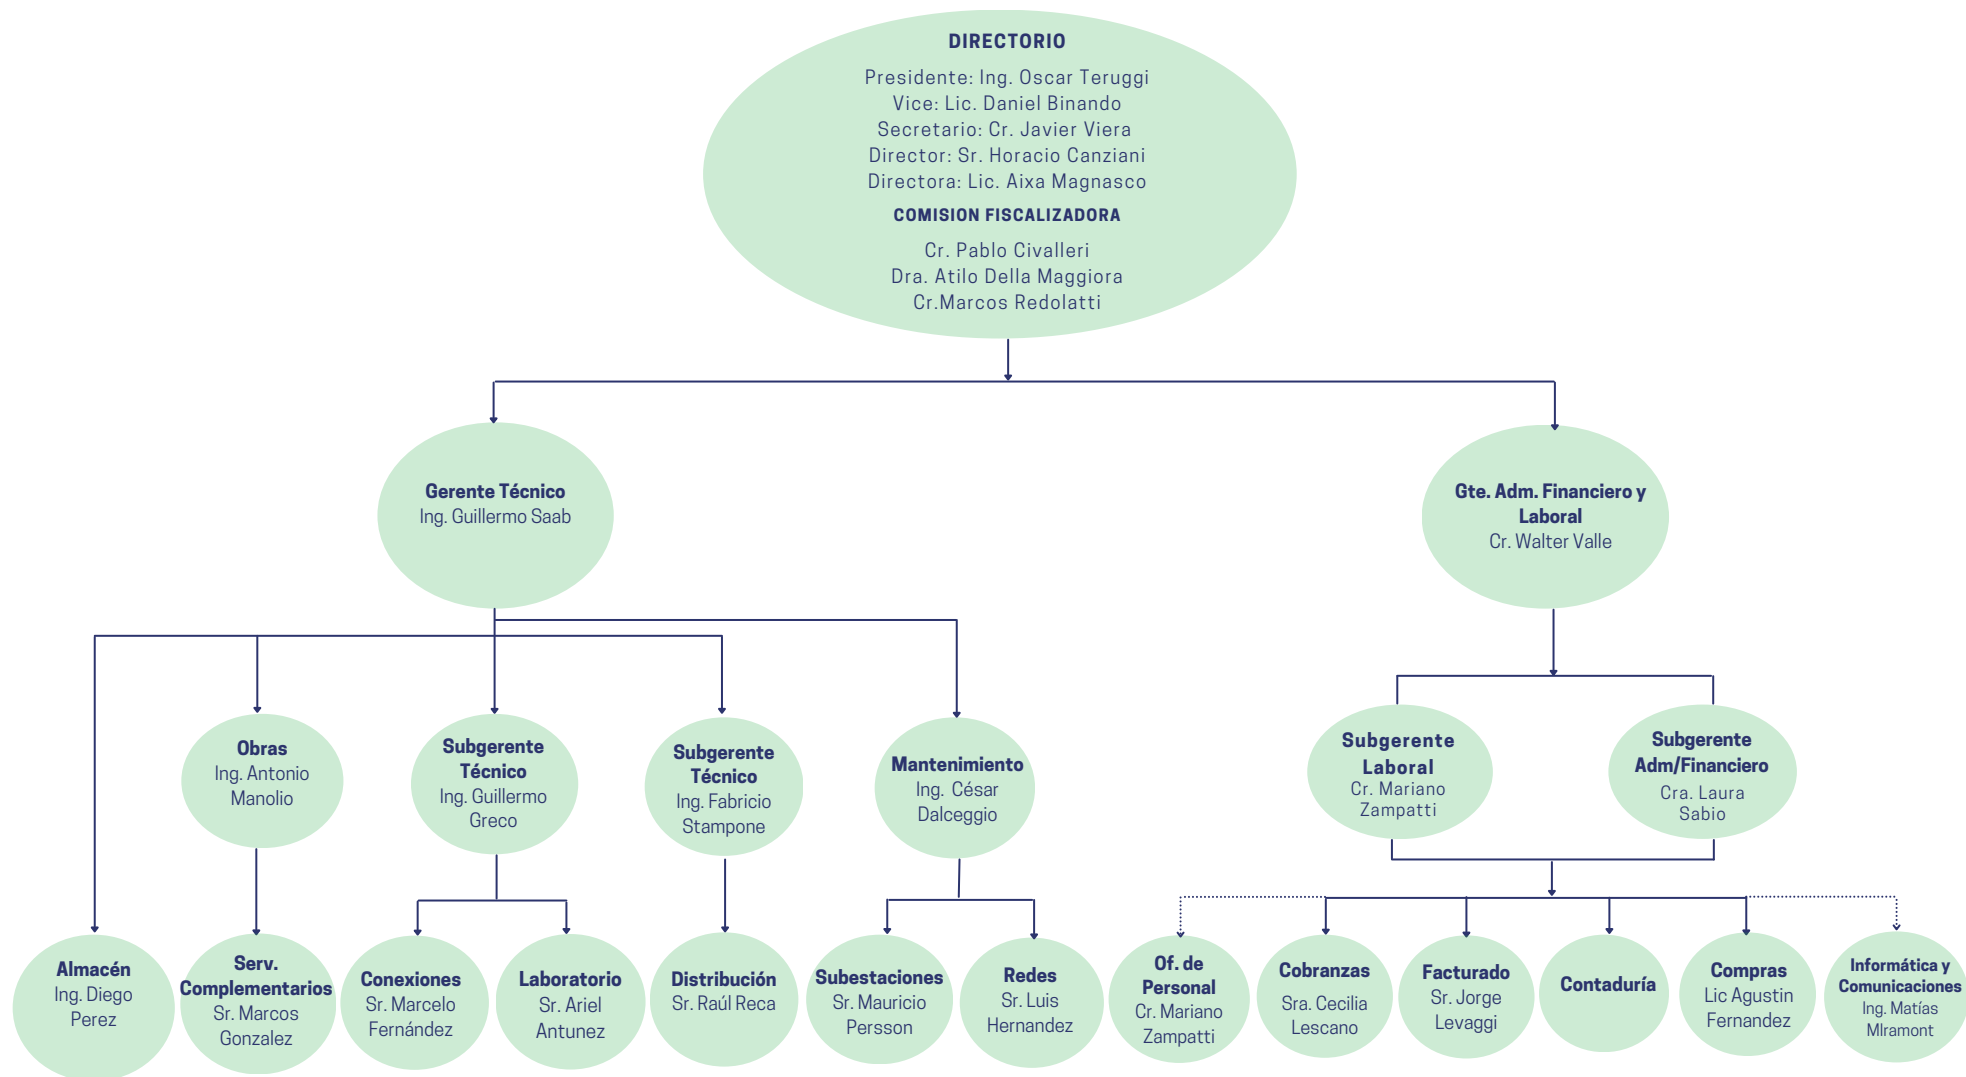 DIRECTORIO
Presidente: Ing. Oscar Teruggi
Vice: Lic. Daniel Binando
Secretario: Cr. Javier Viera
Director: Sr. Horacio Canziani
Directora: Lic. Aixa Magnasco
COMISION FISCALIZADORA
Cr. Pablo Civalleri
Dra. Atilo Della Maggiora
Cr.Marcos Redolatti
Gerente Técnico
Ing. Guillermo Saab
Gte. Adm. Financiero y
Laboral
Cr. Walter Valle
Obras
Ing. Antonio
Manolio
Subgerente
Técnico
Ing. Guillermo
Greco
Subgerente
Técnico
Ing. Fabricio
Stampone
Mantenimiento
Ing. César
Dalceggio
Subgerente
Laboral
Cr. Mariano
Zampatti
Subgerente
Adm/Financiero
Cra. Laura
Sabio
Almacén
Ing. Diego
Perez
Serv.
Complementarios
Sr. Marcos
Gonzalez
Conexiones
Sr. Marcelo
Fernández
Laboratorio
Sr. Ariel
Antunez
Distribución
Sr. Raúl Reca
Subestaciones
Sr. Mauricio
Persson
Redes
Sr. Luis
Hernandez
Of. de
Personal
Cr. Mariano
Zampatti
Cobranzas
Sra. Cecilia
Lescano
Facturado
Sr. Jorge
Levaggi
Contaduría
Compras
Lic Agustin
Fernandez
Informática y
Comunicaciones
Ing. Matías
MIramont